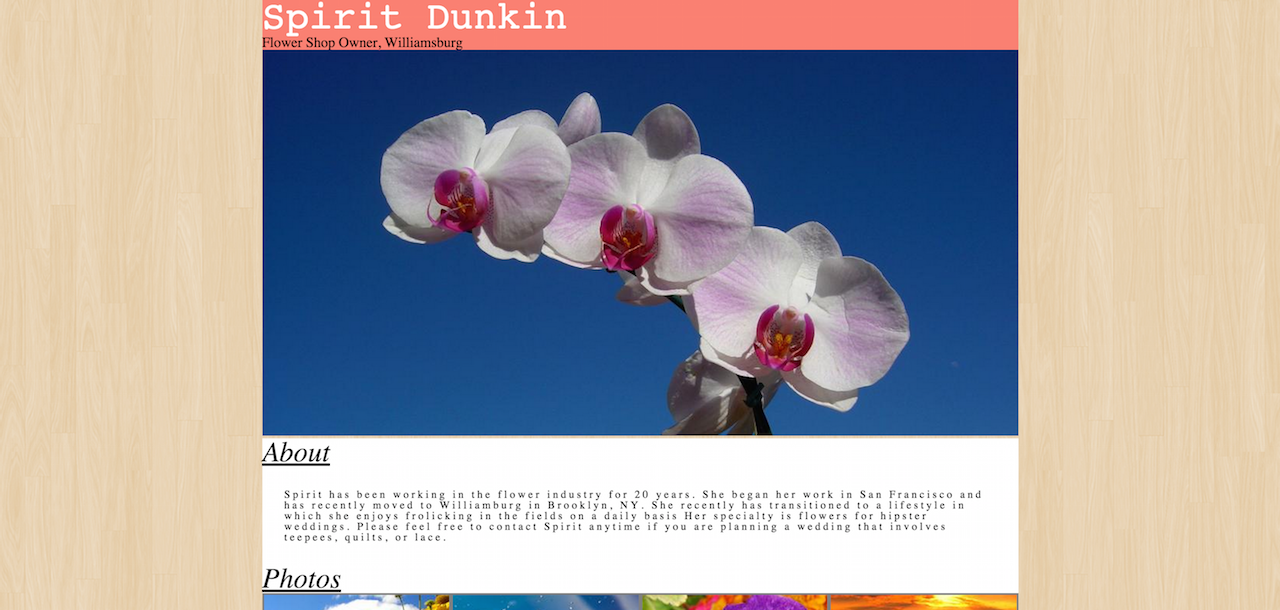 Spirit Dunkin
Flower Shop Owner, Williamsburg
About
Spirit has been working in the flower industry for 20 years. She began her work in San Francisco and
has recently moved to Williamburg in Brooklyn, NY. She recently has transitioned to a lifestyle in
which she enjoys frolicking in the fields on a daily basis Her specialty is flowers for hipster
weddings. Please feel free to contact Spirit anytime if you are planning a wedding that involves
teepees, quilts, or lace.
Photos